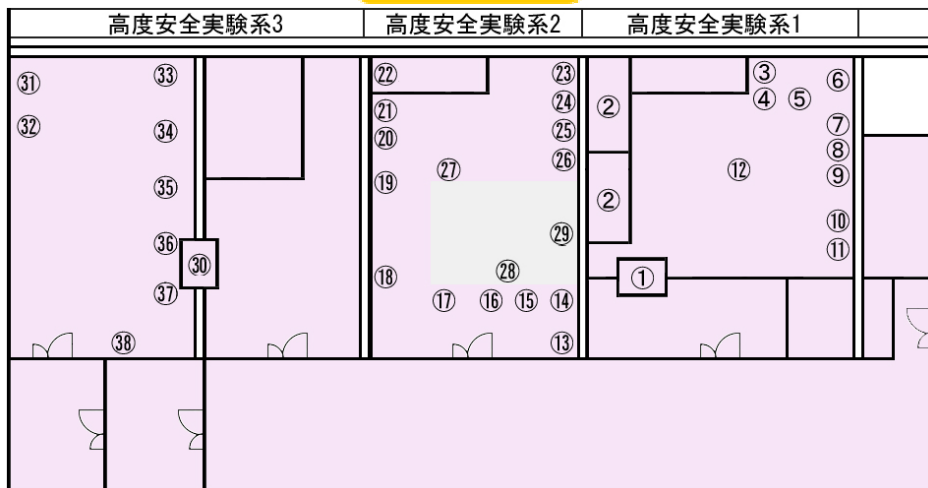 高度安全実験系3 高度安全実験系2 高度安全実験系1
㉛ ㉝ ㉒ ㉓ ③ ⑥
㉜ ㉞ ㉑ ㉔ ② ④ ⑤ ⑦
⑳ ㉕ ⑧
㉟ ⑲ ㉗ ㉖ ② ⑫ ⑨
㊱ ㉙ ⑩
㉚ ⑱ ㉘ ① ⑪
㊲ ⑰ ⑯ ⑮ ⑭
㊳ ⑬